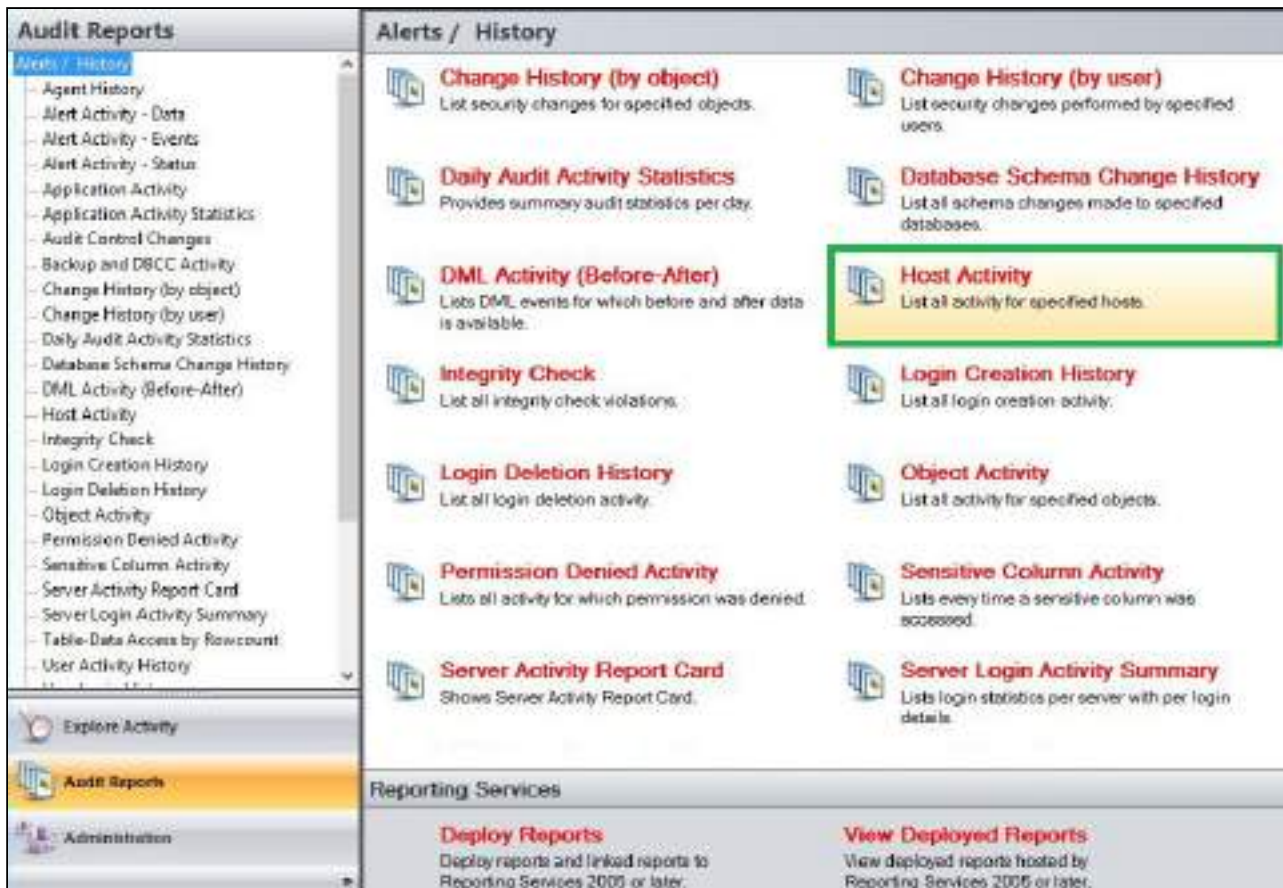 Audit Reports
Alerts / History
Agent History
Alert Activity - Data
Alert Activity - Events
Alert Activity - Status
Application Activity
Application Activity Statistics
Audit Control Changes
Backup and DBCC Activity
Change History (by object)
Change History (by user)
Daily Audit Activity Statistics
Database Schema Change History
DML Activity (Before-After)
Host Activity
Integrity Check
Login Creation History
Login Deletion History
Object Activity
Permission Denied Activity
Sensitive Column Activity
Server Activity Report Card
Server Login Activity Summary
Table-Data Access by Rowcount
User Activity History
Explore Activity
Audit Reports
Administration
Alerts / History
Change History (by object)
List security changes for specified objects.
Change History (by user)
List security changes performed by specified
users.
Daily Audit Activity Statistics
Provides summary audit statistics per day.
Database Schema Change History
List all schema changes made to specified
databases.
DML Activity (Before-After)
Lists DML events for which before and after data
is available.
Host Activity
List all activity for specified hosts.
Integrity Check
List all integrity check violations.
Login Creation History
List all login creation activity.
Login Deletion History
List all login deletion activity.
Object Activity
List all activity for specified objects.
Permission Denied Activity
Lists all activity for which permission was denied.
Sensitive Column Activity
Lists every time a sensitive column was
accessed.
Server Activity Report Card
Shows Server Activity Report Card.
Server Login Activity Summary
Lists login statistics per server with per login
details.
Reporting Services
Deploy Reports
Deploy reports and linked reports to
Reporting Services 2005 or later.
View Deployed Reports
View deployed reports hosted by
Reporting Services 2005 or later.